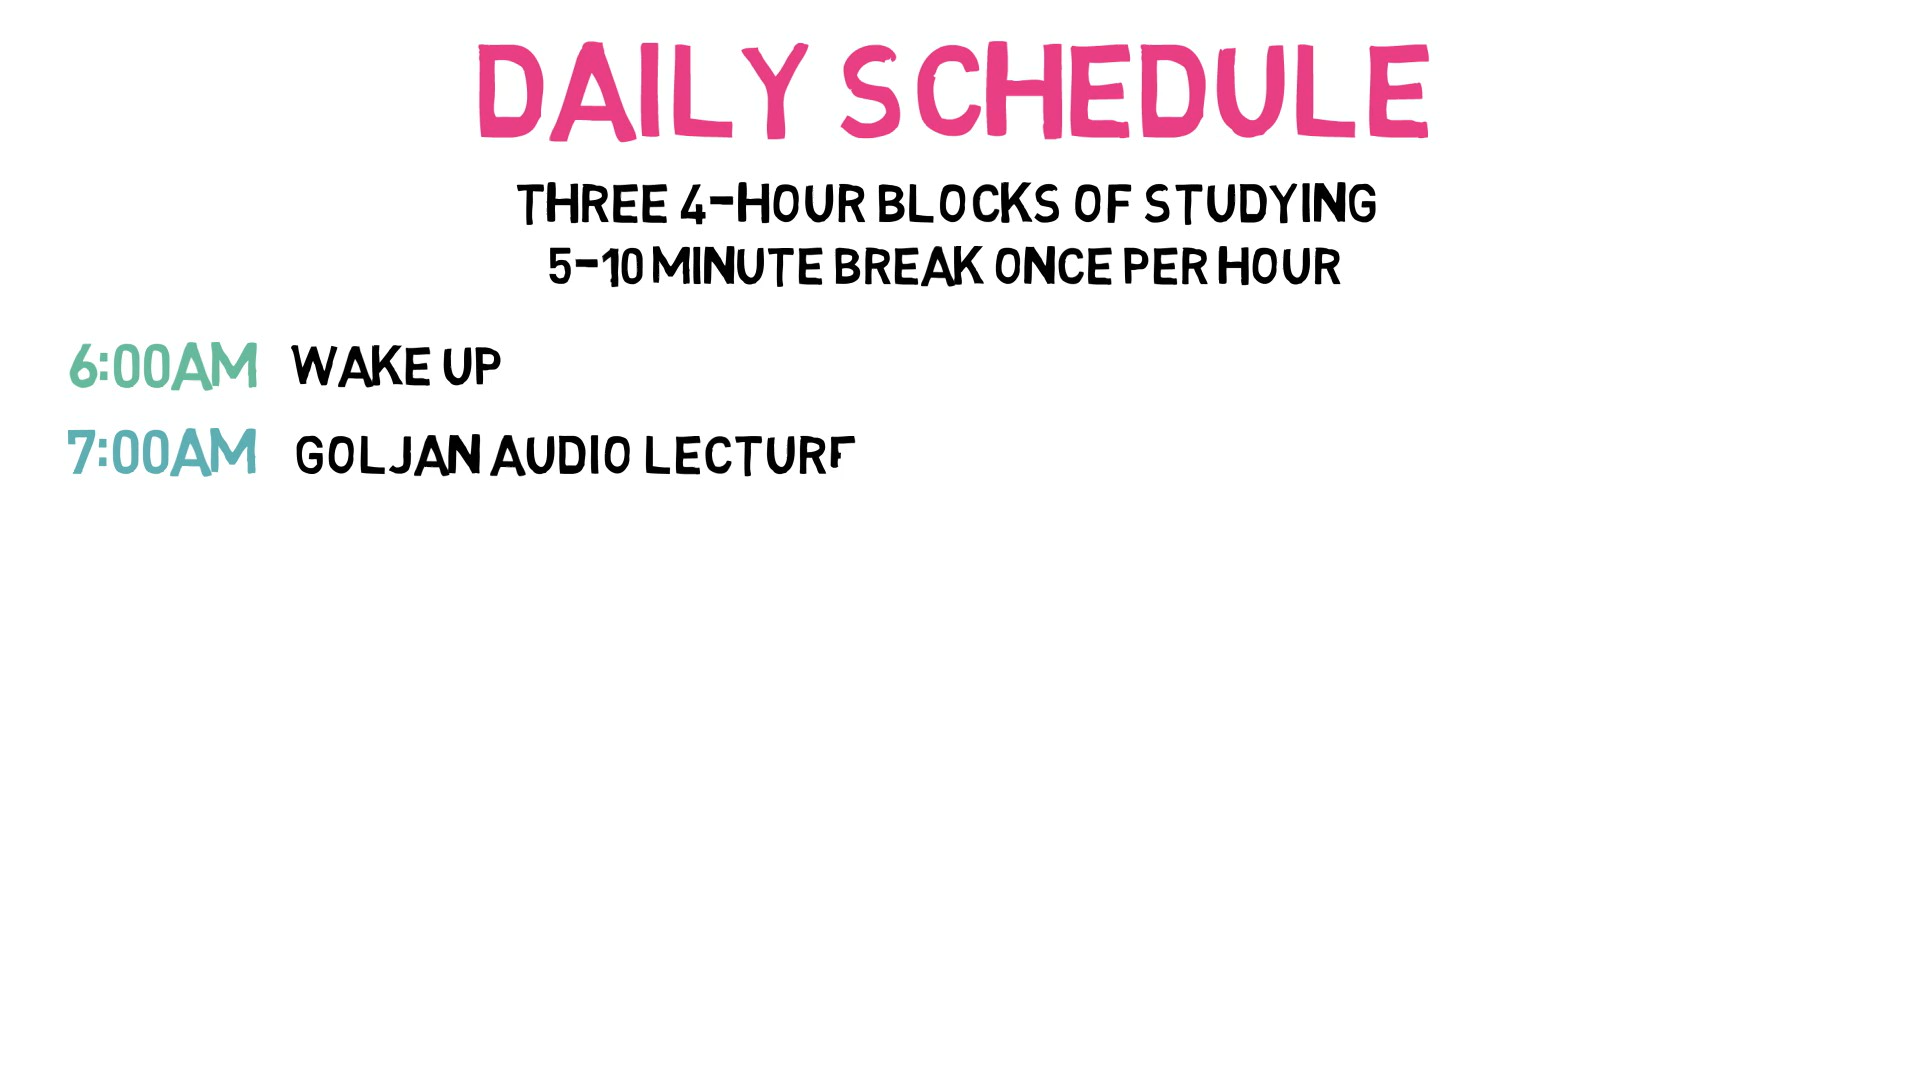 DAILY SCHEDULE
THREE 4-HOUR BLOCKS OF STUDYING
5-10 MINUTE BREAK ONCE PER HOUR
6:00AM WAKE UP
7:00AM GOLJAN AUDIO LECTURE